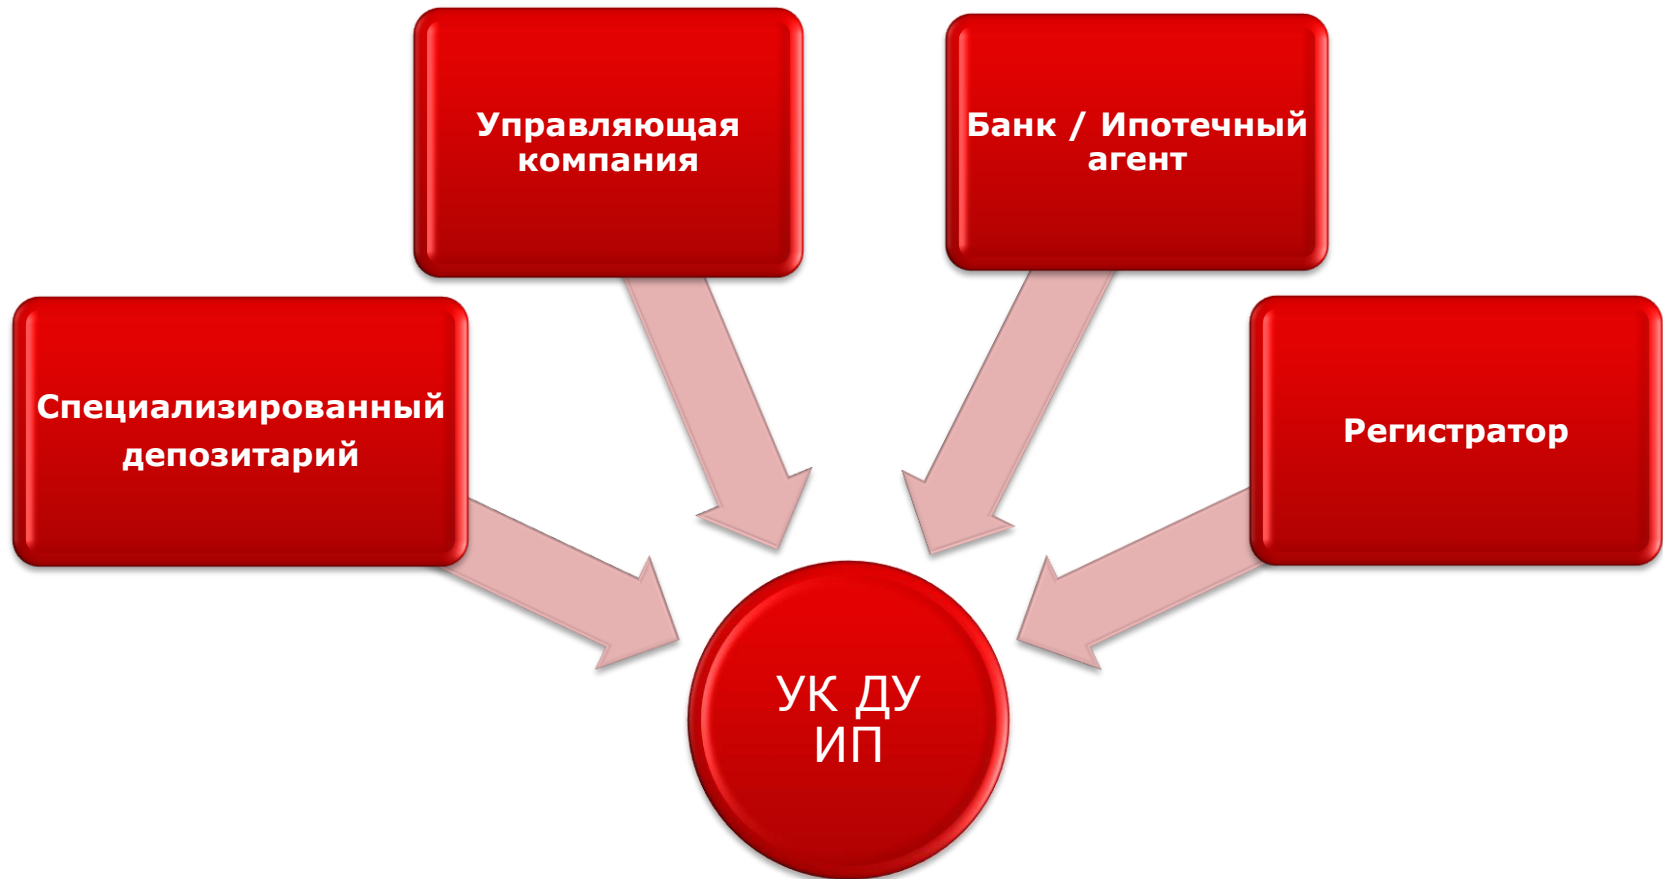 Управляющая
компания
Банк / Ипотечный
агент
Специализированный
депозитарий
Регистратор
УК ДУ
ИП